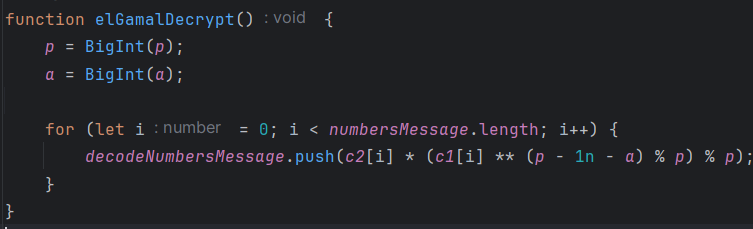 function elGamalDecrypt() : void {
p = BigInt(p);
a = BigInt(a);
for (let i : number = 0; i < numbersMessage.length; i++) {
decodeNumbersMessage.push(c2[i] * (c1[i] ** (p - 1n - a) % p) % p);
}
}